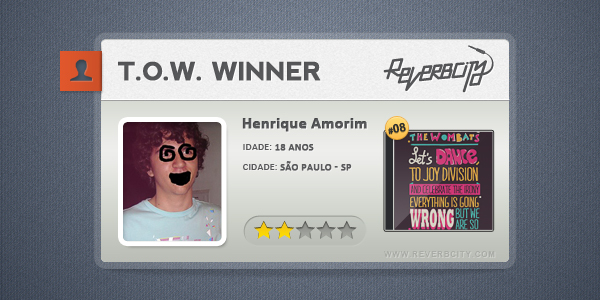 T.O.W. WINNER
REVERBCITY
Henrique Amorim
IDADE: 18 ANOS
CIDADE: SÃO PAULO - SP
#08
THE WOMBATS
Let's DANCE
TO JOY DIVISION
AND CELEBRATE THE IRONY
EVERYTHING IS GOING
WRONG BUT WE
ARE SO
WWW.REVERBCITY.COM